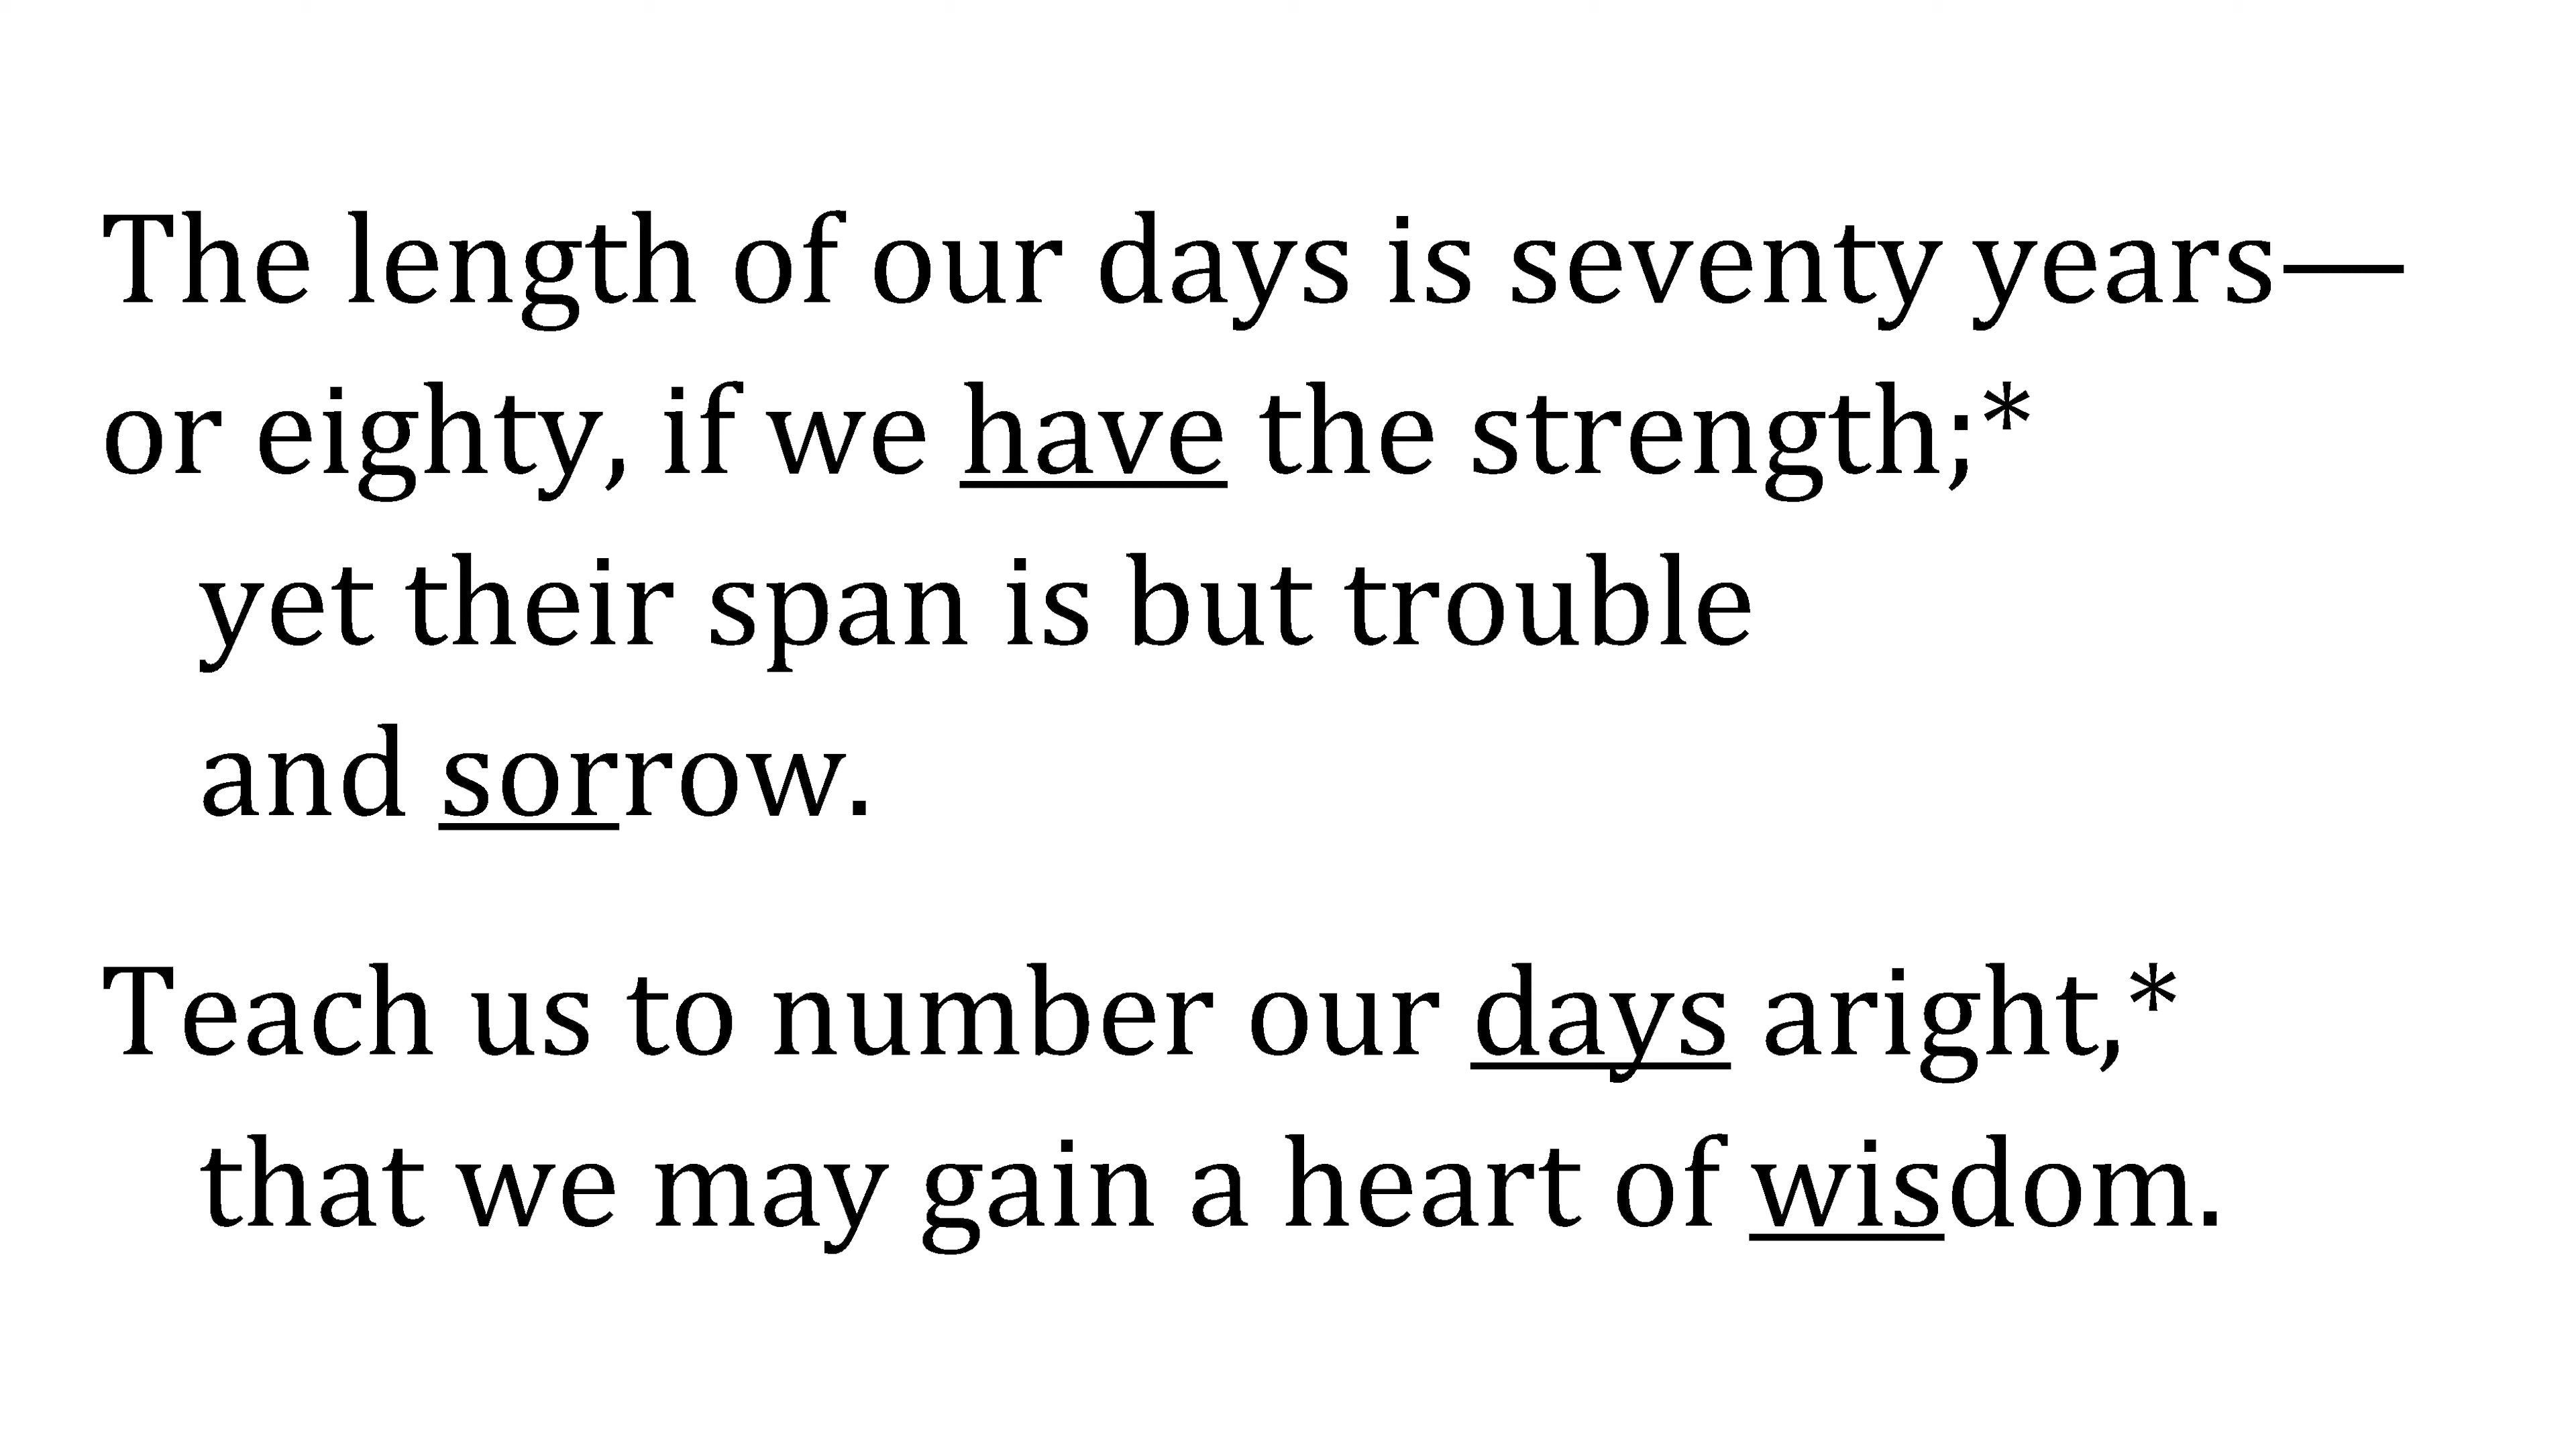 The length of our days is seventy years—
or eighty, if we have the strength;*
yet their span is but trouble
and sorrow.
Teach us to number our days aright,*
that we may gain a heart of wisdom.